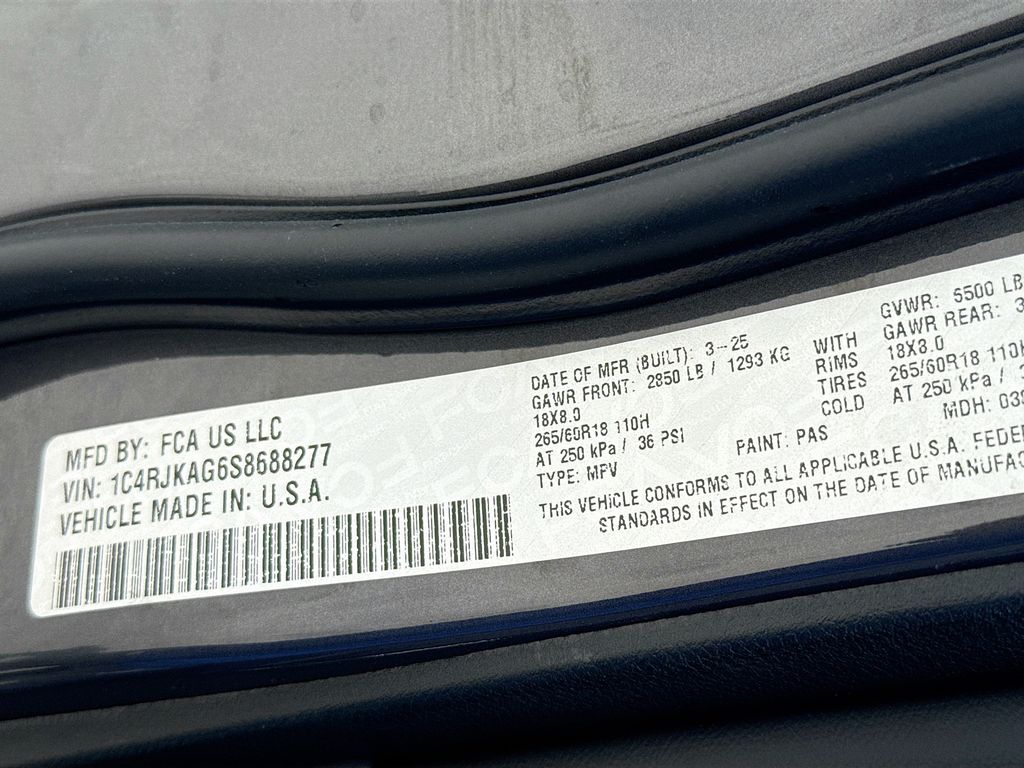 MFD BY: FCA US LLC
VIN: 1C4RJKAG6S8688277
VEHICLE MADE IN: U.S.A.
DATE OF MFR (BUILT): 3-25
GAWR FRONT: 2850 LB / 1293 KG
18X8.0
265/60R18 110H
AT 250 kPa / 36 PSI
TYPE: MPV
WITH
RIMS
TIRES
COLD
GVWR: 5500 LB
GAWR REAR: 3
18X8.0
265/60R18 110H
AT 250 kPa / 3
MDH: 03
PAINT: PAS
THIS VEHICLE CONFORMS TO ALL APPLICABLE U.S.A. FEDER
STANDARDS IN EFFECT ON THE DATE OF MANUFAC